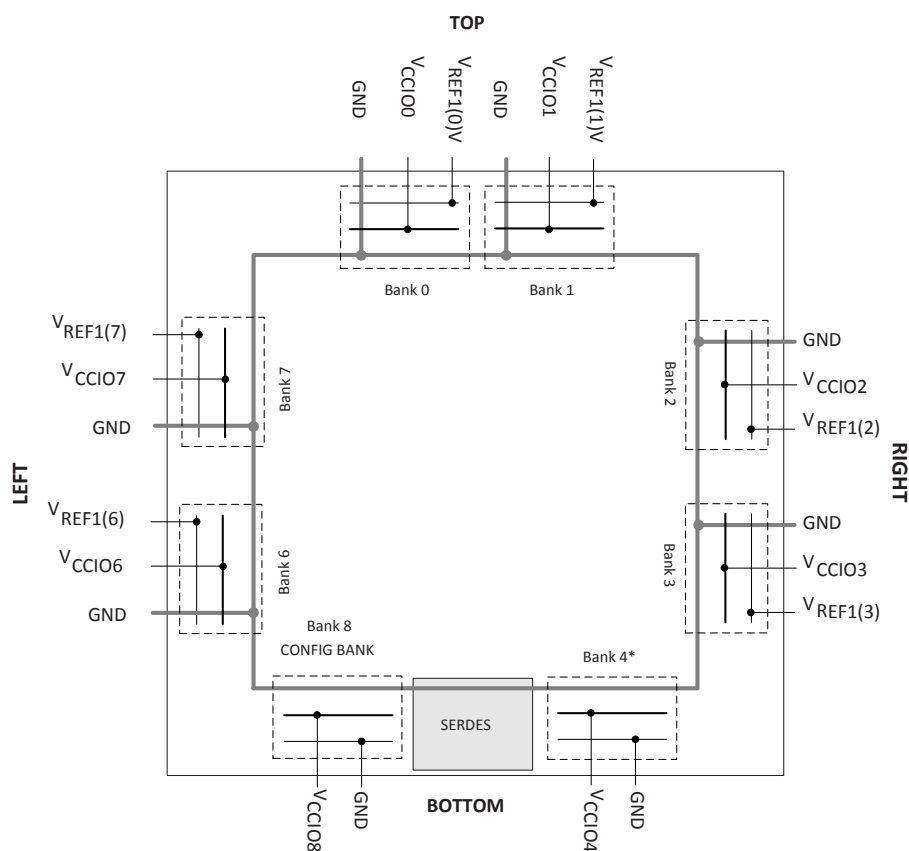 TOP
GND
VCCIO0
VREF1(0)V
GND
VCCIO1
VREF1(1)V
Bank 0
Bank 1
LEFT
VREF1(7)
VCCIO7
GND
Bank 7
VREF1(6)
VCCIO6
GND
Bank 6
Bank 2
GND
VCCIO2
VREF1(2)
RIGHT
Bank 3
GND
VCCIO3
VREF1(3)
Bank 8
CONFIG BANK
Bank 4*
SERDES
VCCIO8
GND
BOTTOM
VCCIO4
GND